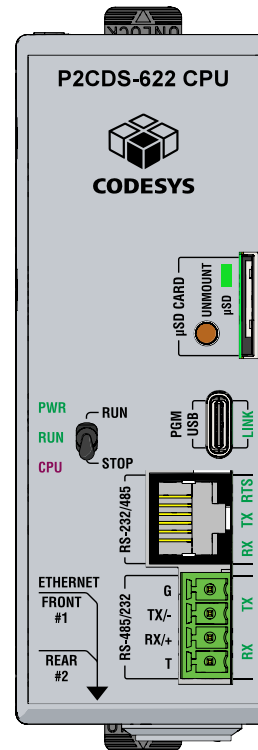 UNLOCK
P2CDS-622 CPU
CODESYS
µSD CARD
UNMOUNT
µSD
PWR
RUN
CPU
RUN
STOP
PGM
USB
LINK
RS-232/485
RTS
TX
RX
ETHERNET
FRONT
#1
REAR
#2
RS-485/232
G
TX/-
RX/+
T
TX
RX